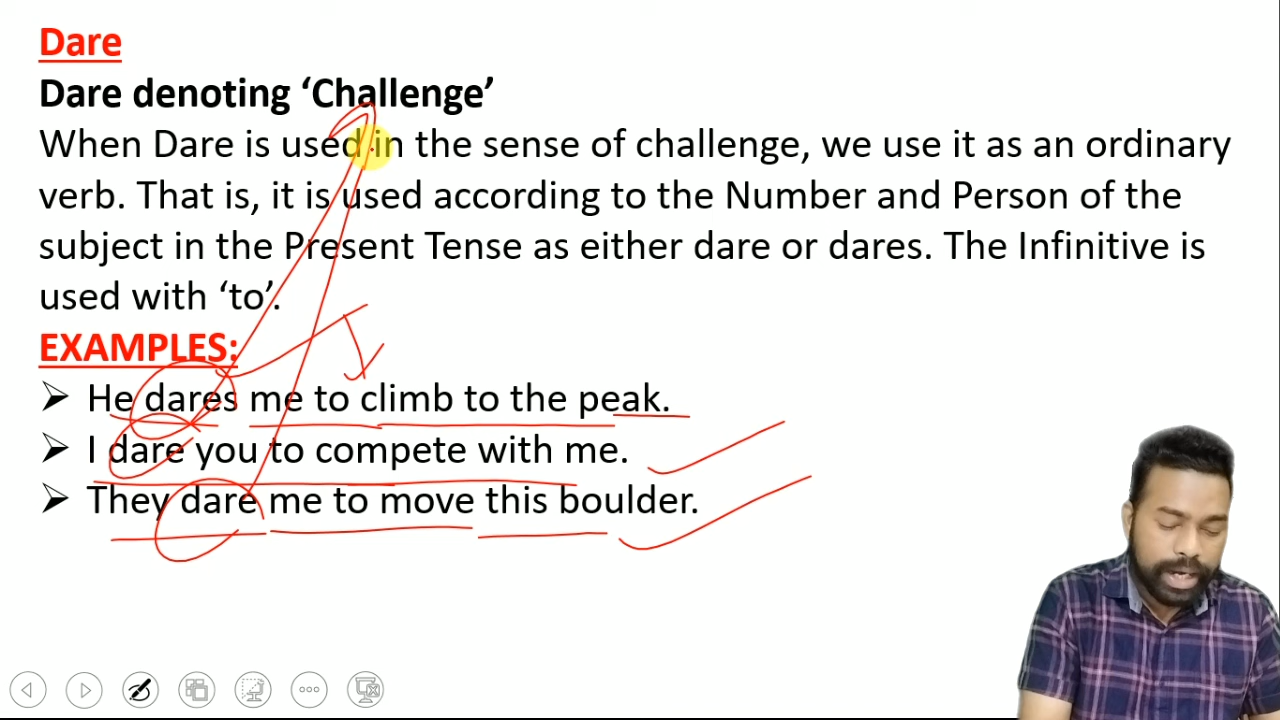 Dare
Dare denoting ‘Challenge’
When Dare is used in the sense of challenge, we use it as an ordinary
verb. That is, it is used according to the Number and Person of the
subject in the Present Tense as either dare or dares. The Infinitive is
used with ‘to’.
EXAMPLES:
➢ He dares me to climb to the peak.
➢ I dare you to compete with me.
➢ They dare me to move this boulder.